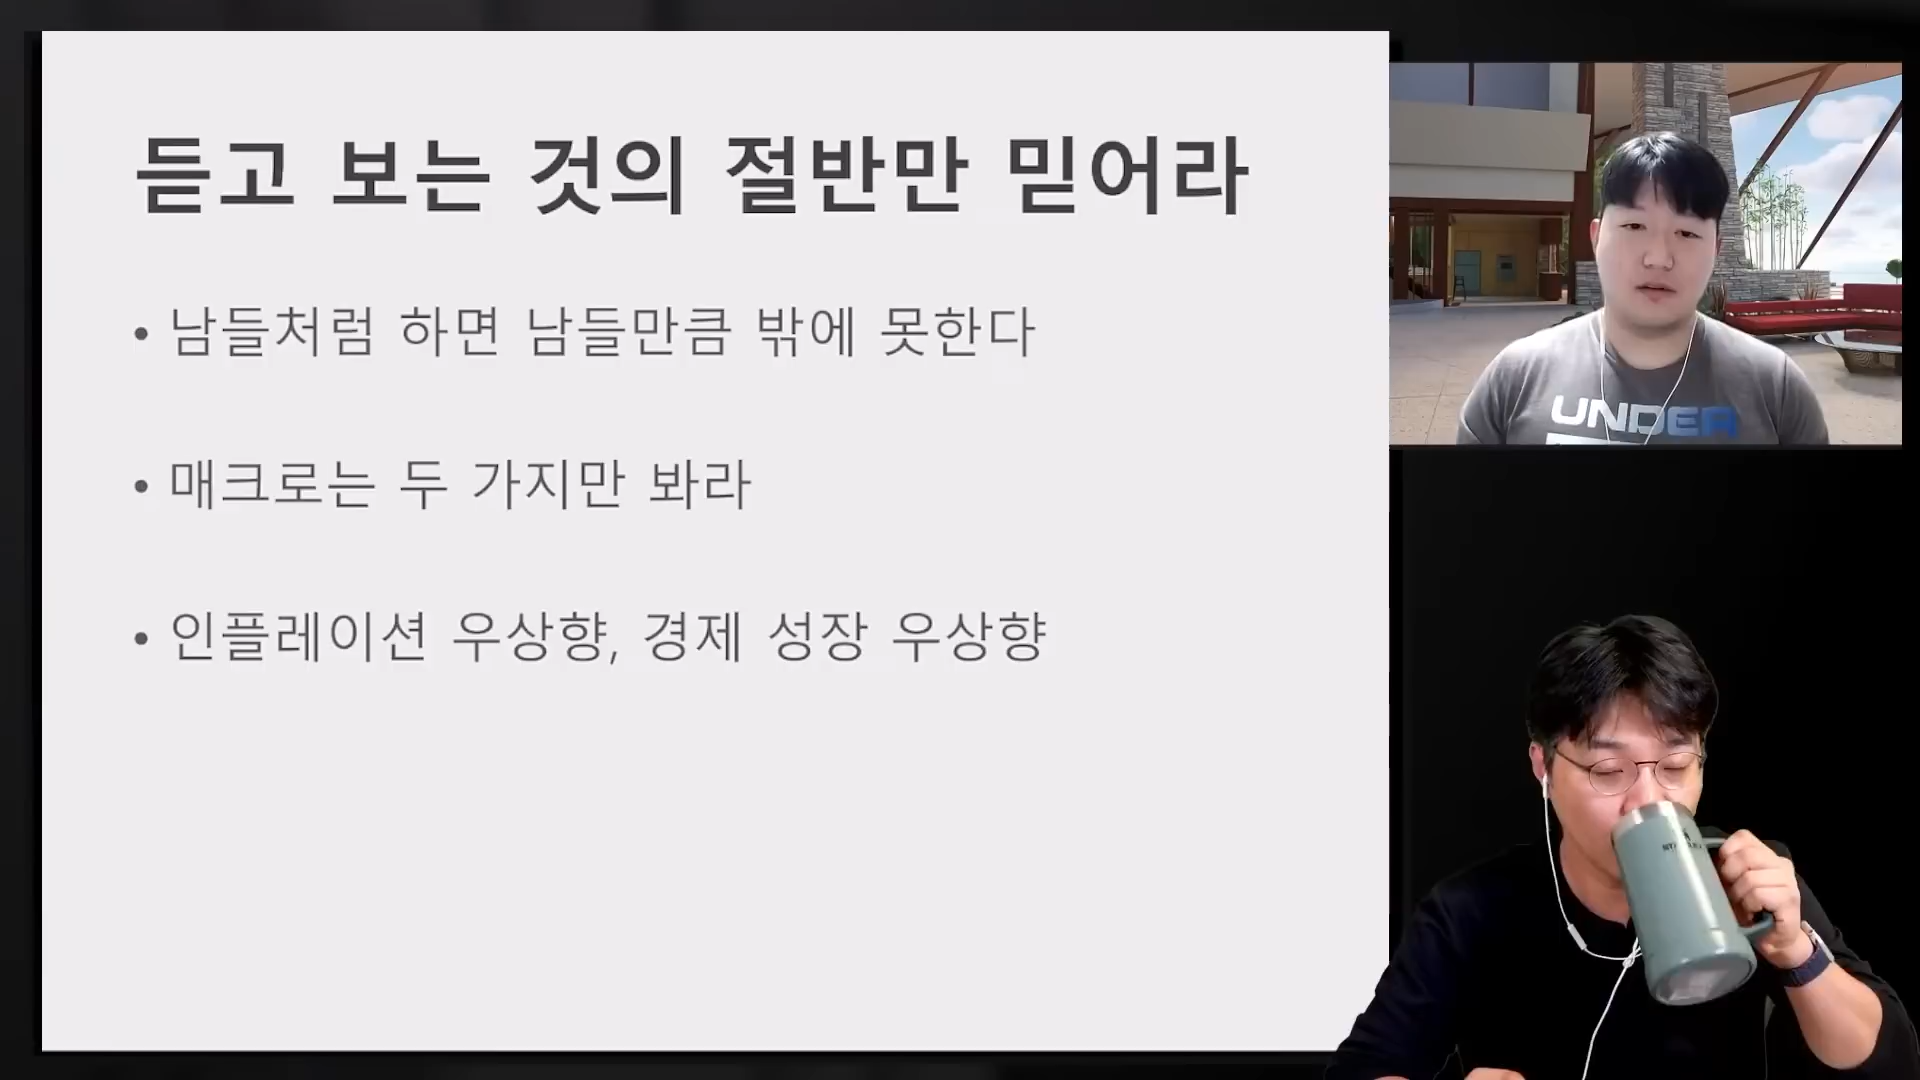 듣고 보는 것의 절반만 믿어라
• 남들처럼 하면 남들만큼 밖에 못한다
• 매크로는 두 가지만 봐라
• 인플레이션 우상향, 경제 성장 우상향
UNDER